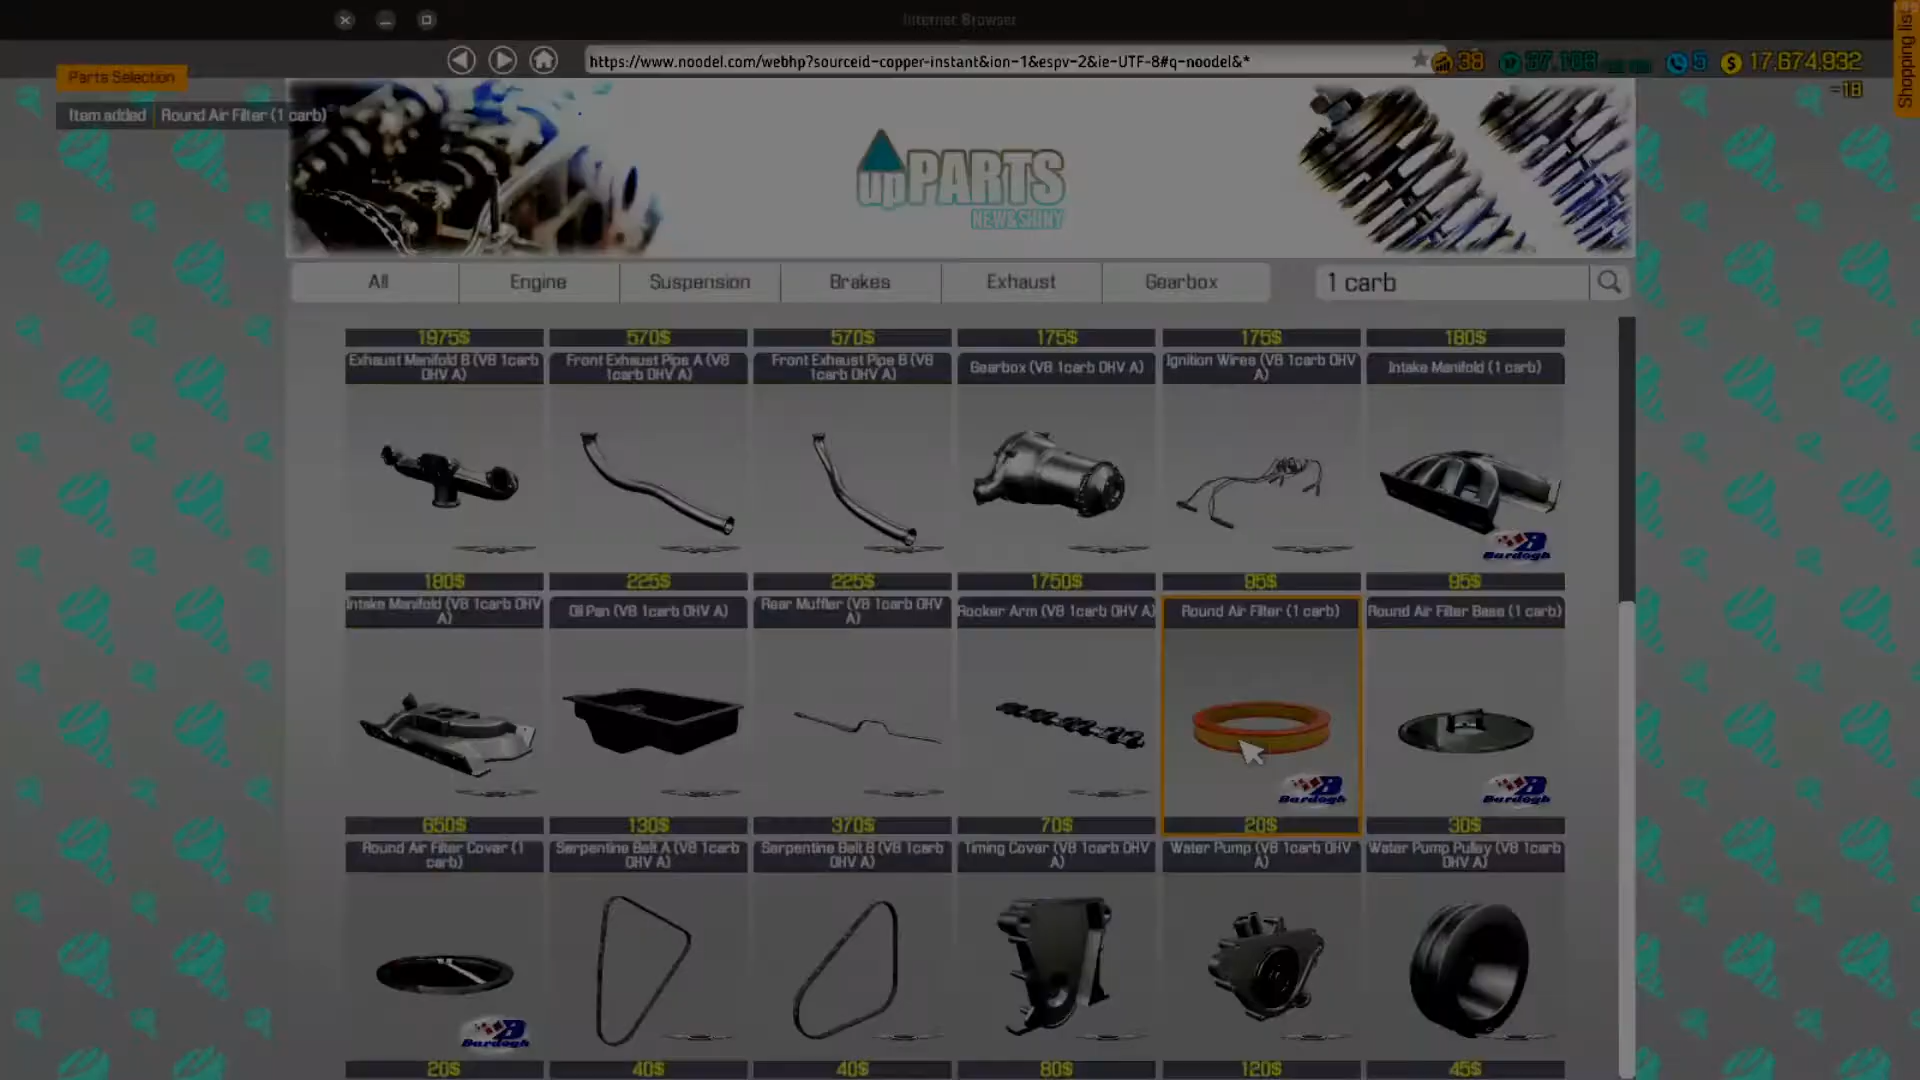 Internet Browser
https://www.noodel.com/webhp?sourceid-copper-instant&ion-1&espv-2&ie-UTF-8#q-noodel&*
38
5
17,674,932
-18
Shopping list
Parts Selection
Item added Round Air Filter (1 carb)
upPARTS
NEW&SHINY
All Engine Suspension Brakes Exhaust Gearbox 1 carb
1975$ 570$ 570$ 175$ 175$ 180$
Exhaust Manifold B (V8 1carb OHV A)
Front Exhaust Pipe A (V8 1carb OHV A)
Front Exhaust Pipe B (V8 1carb OHV A)
Gearbox (V8 1carb OHV A)
Ignition Wires (V8 1carb OHV A)
Intake Manifold (1 carb)
Bardogh
180$ 225$ 225$ 1750$ 95$ 95$
Intake Manifold (V8 1carb OHV A)
Oil Pan (V8 1carb OHV A)
Rear Muffler (V8 1carb OHV A)
Rocker Arm (V8 1carb OHV A)
Round Air Filter (1 carb)
Round Air Filter Base (1 carb)
Bardogh
Bardogh
650$ 130$ 370$ 70$ 20$ 30$
Round Air Filter Cover (1 carb)
Serpentine Belt A (V8 1carb OHV A)
Serpentine Belt B (V8 1carb OHV A)
Timing Cover (V8 1carb OHV A)
Water Pump (V8 1carb OHV A)
Water Pump Pulley (V8 1carb OHV A)
Bardogh
20$ 40$ 40$ 80$ 120$ 45$